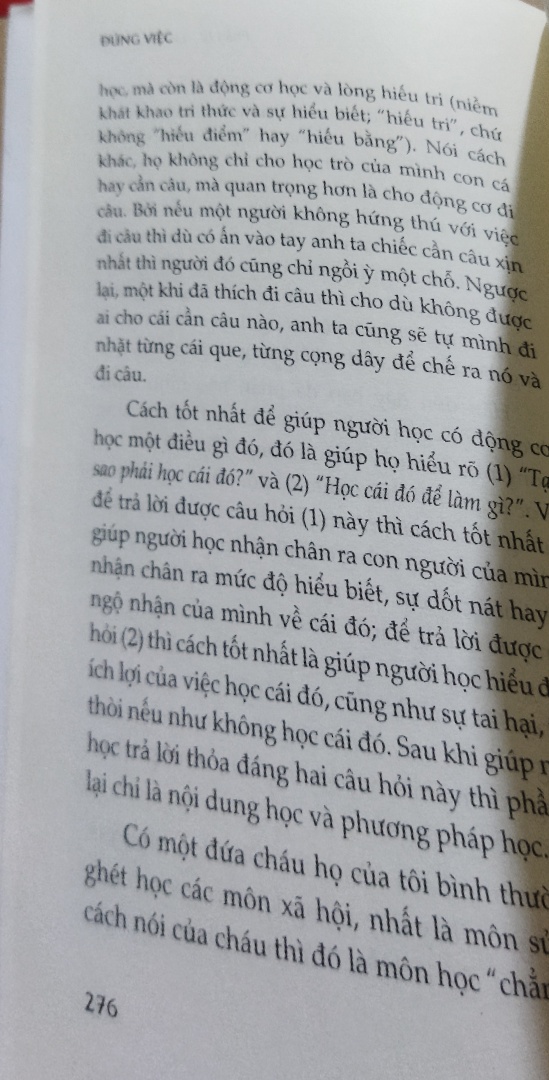 ĐÚNG VIỆC
học, mà còn là động cơ học và lòng hiếu tri (niềm
khát khao tri thức và sự hiểu biết; “hiếu tri”, chứ
không “hiếu điểm” hay “hiếu bằng”). Nói cách
khác, họ không chỉ cho học trò của mình con cá
hay cần câu, mà quan trọng hơn là cho động cơ đi
câu. Bởi nếu một người không hứng thú với việc
đi câu thì dù có ấn vào tay anh ta chiếc cần câu xịn
nhất thì người đó cũng chỉ ngồi ỳ một chỗ. Ngược
lại, một khi đã thích đi câu thì cho dù không được
ai cho cái cần câu nào, anh ta cũng sẽ tự mình đi
nhặt từng cái que, từng cọng dây để chế ra nó và
đi câu.
Cách tốt nhất để giúp người học có động cơ
học một điều gì đó, đó là giúp họ hiểu rõ (1) “Tạ
sao phải học cái đó?” và (2) “Học cái đó để làm gì?”. V
để trả lời được câu hỏi (1) này thì cách tốt nhất
giúp người học nhận chân ra con người của mìn
nhận chân ra mức độ hiểu biết, sự dốt nát hay
ngộ nhận của mình về cái đó; để trả lời được
hỏi (2) thì cách tốt nhất là giúp người học hiểu đ
ích lợi của việc học cái đó, cũng như sự tai hại,
thòi nếu như không học cái đó. Sau khi giúp
học trả lời thỏa đáng hai câu hỏi này thì phầ
lại chỉ là nội dung học và phương pháp học.
Có một đứa cháu họ của tôi bình thườ
ghét học các môn xã hội, nhất là môn sử
cách nói của cháu thì đó là môn học “chẳ
276